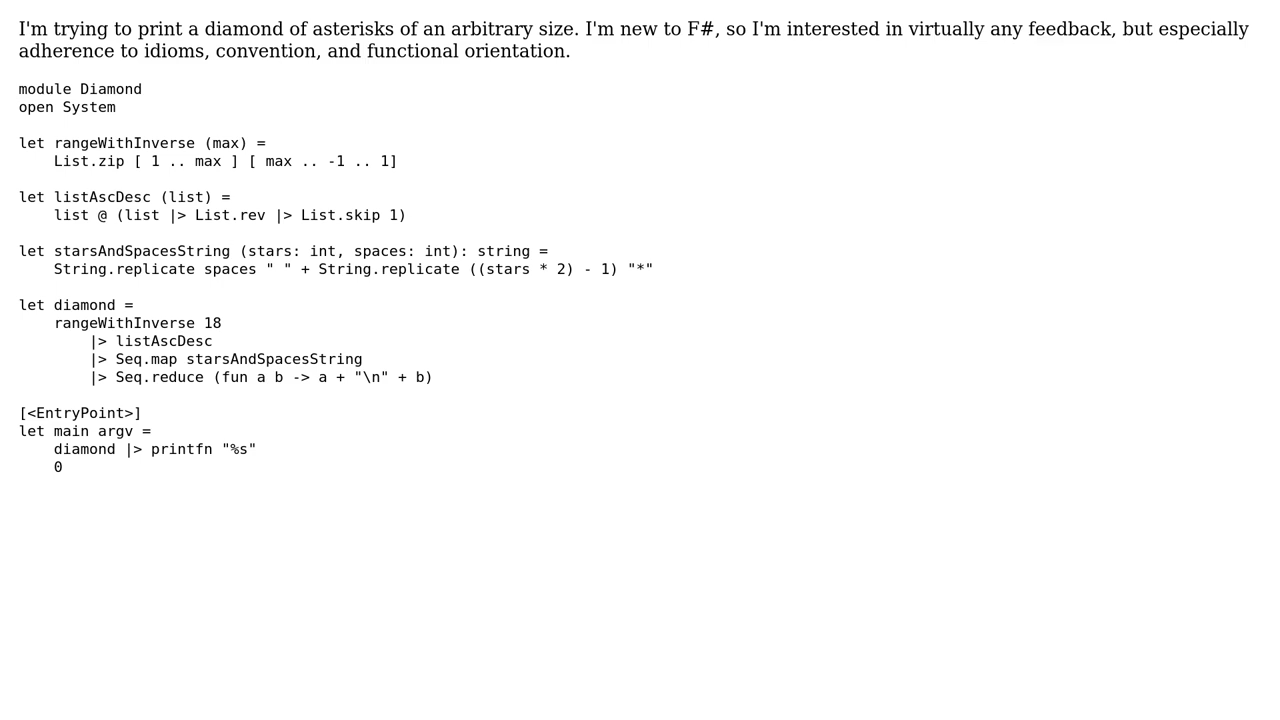 I'm trying to print a diamond of asterisks of an arbitrary size. I'm new to F#, so I'm interested in virtually any feedback, but especially
adherence to idioms, convention, and functional orientation.
module Diamond
open System
let rangeWithInverse (max) =
    List.zip [ 1 .. max ] [ max .. -1 .. 1]
let listAscDesc (list) =
    list @ (list |> List.rev |> List.skip 1)
let starsAndSpacesString (stars: int, spaces: int): string =
    String.replicate spaces " " + String.replicate ((stars * 2) - 1) "*"
let diamond =
    rangeWithInverse 18
        |> listAscDesc
        |> Seq.map starsAndSpacesString
        |> Seq.reduce (fun a b -> a + "\n" + b)
[<EntryPoint>]
let main argv =
    diamond |> printfn "%s"
    0